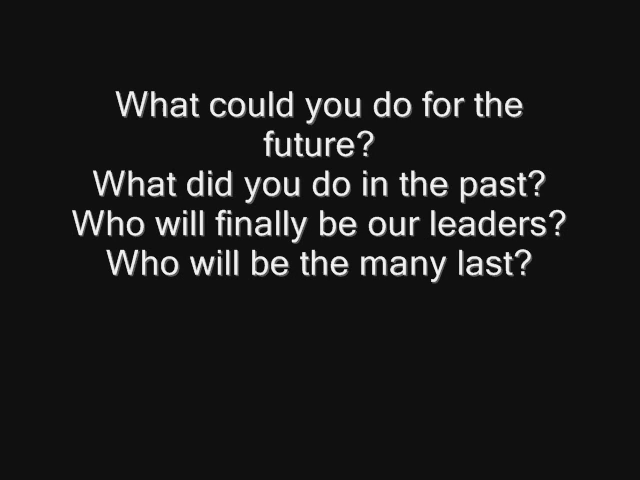 What could you do for the
future?
What did you do in the past?
Who will finally be our leaders?
Who will be the many last?